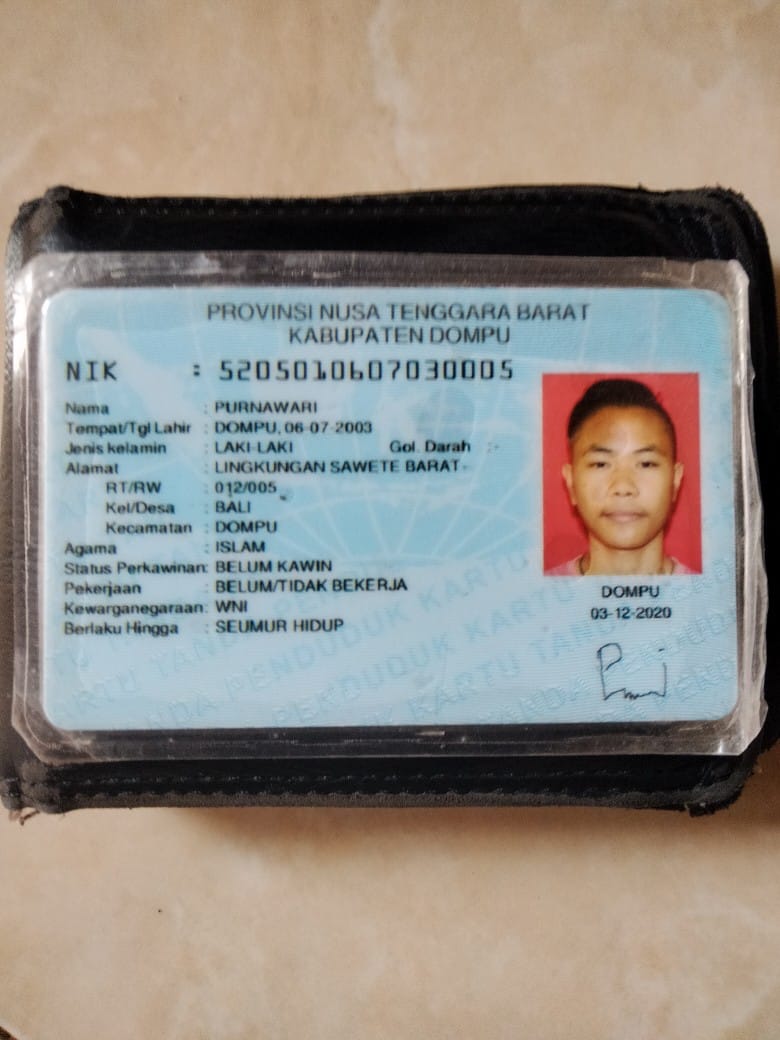 PROVINSI NUSA TENGGARA BARAT
KABUPATEN DOMPU
NIK : 5205010607030005
Nama : PURNAWARI
Tempat/Tgl Lahir : DOMPU, 06-07-2003
Jenis kelamin : LAKI-LAKI Gol. Darah :-
Alamat : LINGKUNGAN SAWETE BARAT
RT/RW : 012/005
Kel/Desa : BALI
Kecamatan : DOMPU
Agama : ISLAM
Status Perkawinan: BELUM KAWIN
Pekerjaan : BELUM/TIDAK BEKERJA
Kewarganegaraan: WNI
Berlaku Hingga : SEUMUR HIDUP
DOMPU
03-12-2020